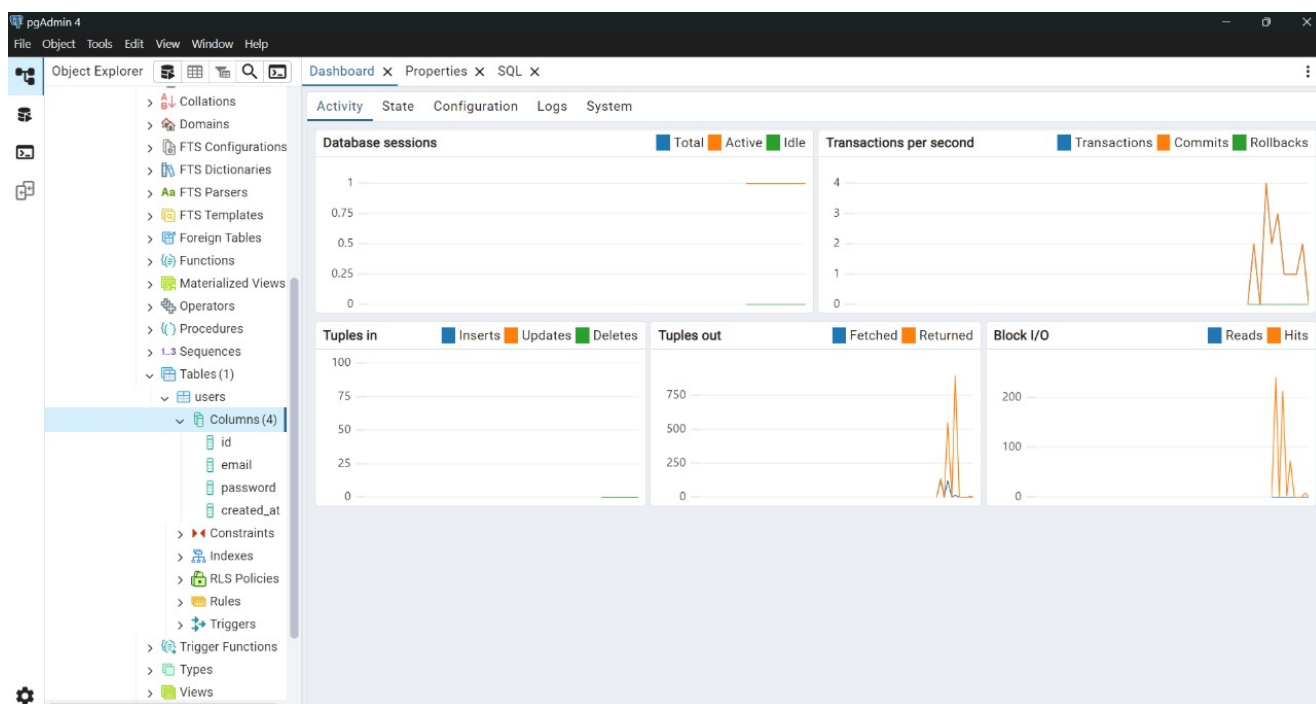 pgAdmin 4
File Object Tools Edit View Window Help
Object Explorer
Dashboard Properties SQL
Activity State Configuration Logs System
Collations
Domains
FTS Configurations
FTS Dictionaries
Aa FTS Parsers
FTS Templates
Foreign Tables
Functions
Materialized Views
Operators
Procedures
1..3 Sequences
Tables (1)
users
Columns (4)
id
email
password
created_at
Constraints
Indexes
RLS Policies
Rules
Triggers
Trigger Functions
Types
Views
Database sessions
Total Active Idle
1
0.75
0.5
0.25
0
Transactions per second
Transactions Commits Rollbacks
4
3
2
1
0
Tuples in
Inserts Updates Deletes
100
75
50
25
0
Tuples out
Fetched Returned
750
500
250
0
Block I/O
Reads Hits
200
100
0